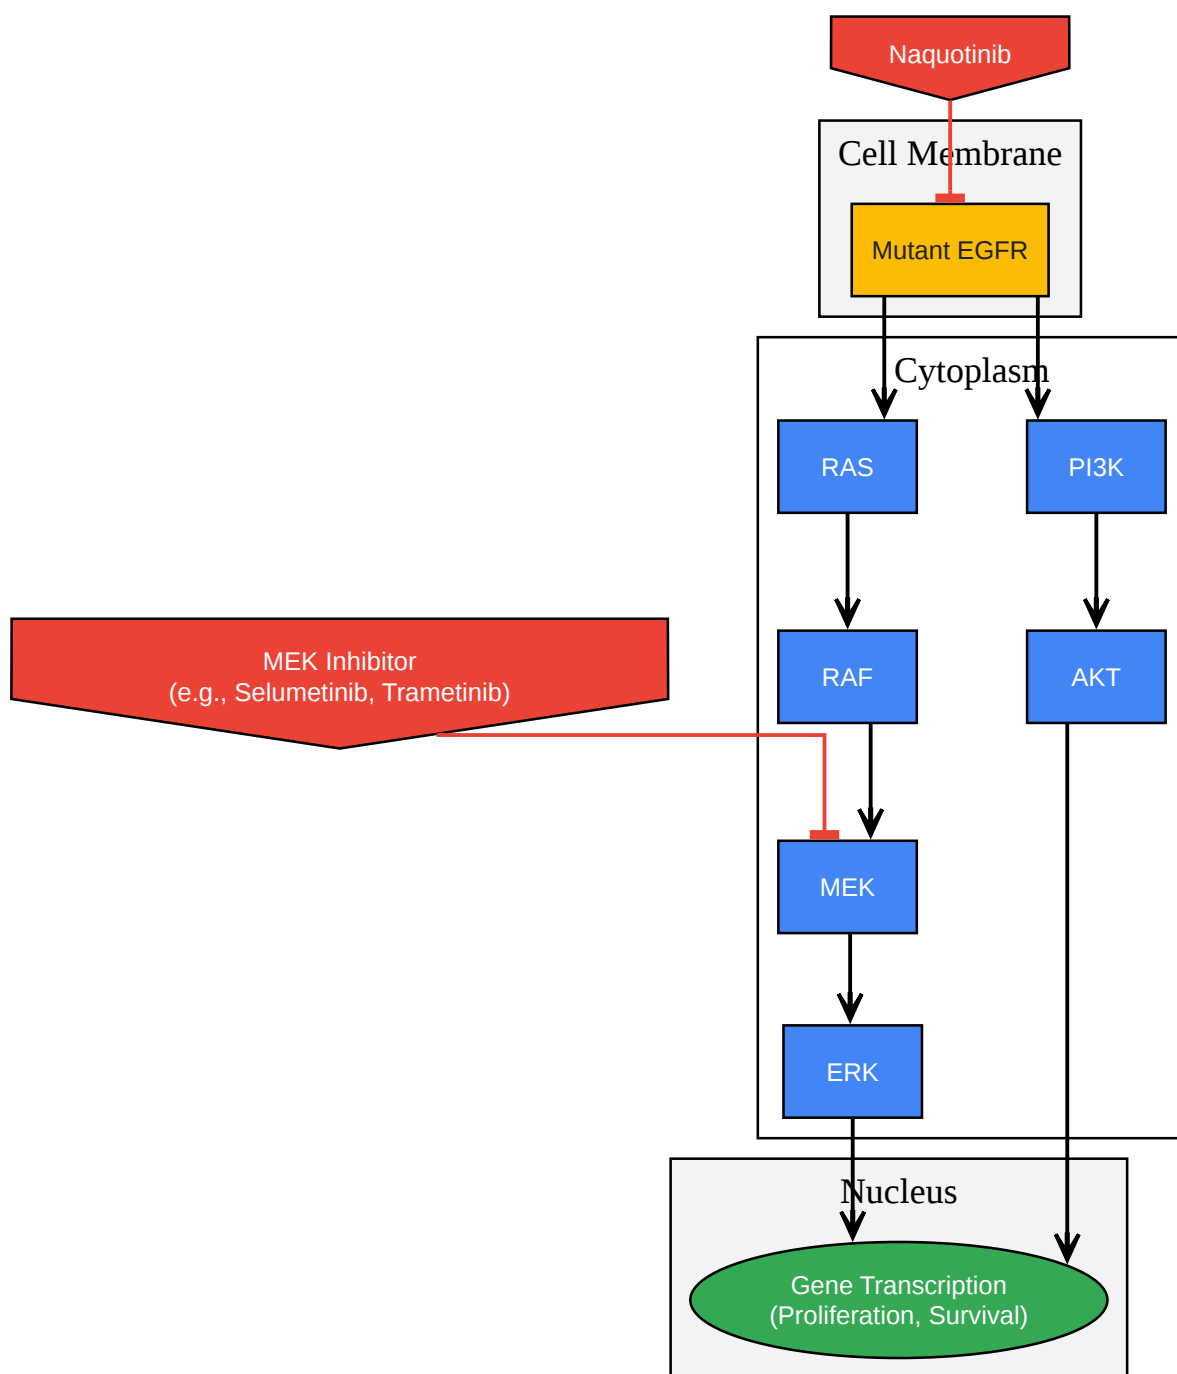 Naquotinib
Cell Membrane
Mutant EGFR
Cytoplasm
RAS
PI3K
MEK Inhibitor
(e.g., Selumetinib, Trametinib)
RAF
AKT
MEK
ERK
Nucleus
Gene Transcription
(Proliferation, Survival)